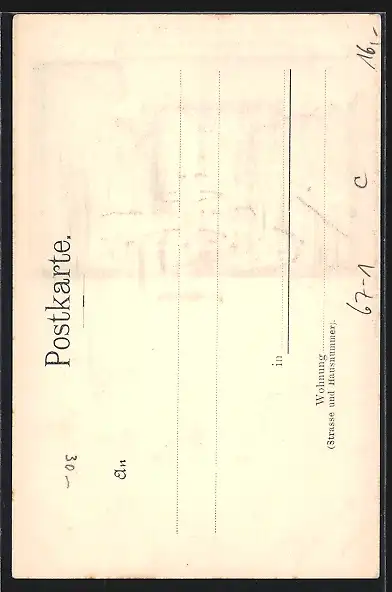 Postkarte.
An
in
Wohnung
(Strasse und Hausnummer).
30 –
67-1 C 16,-